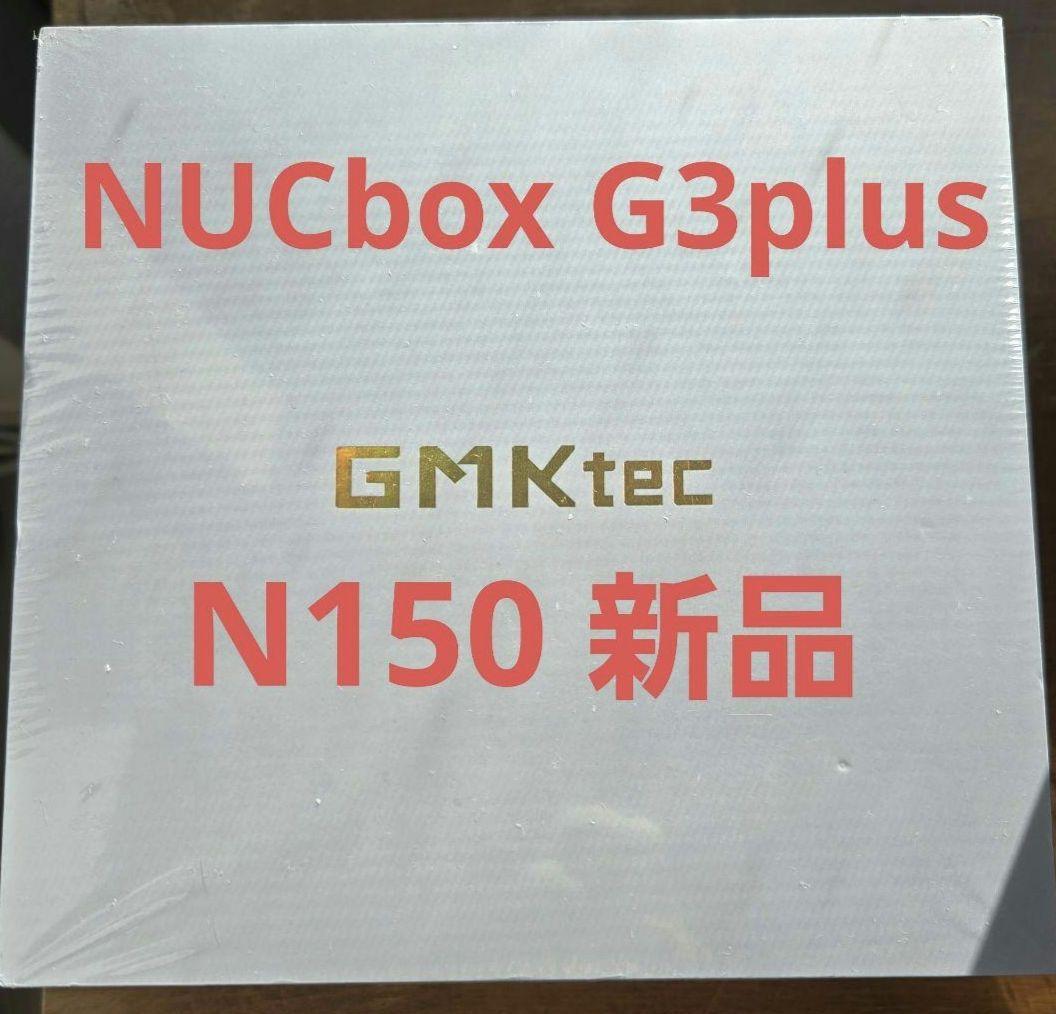 NUCbox G3plus
GMKtec
N150 新品